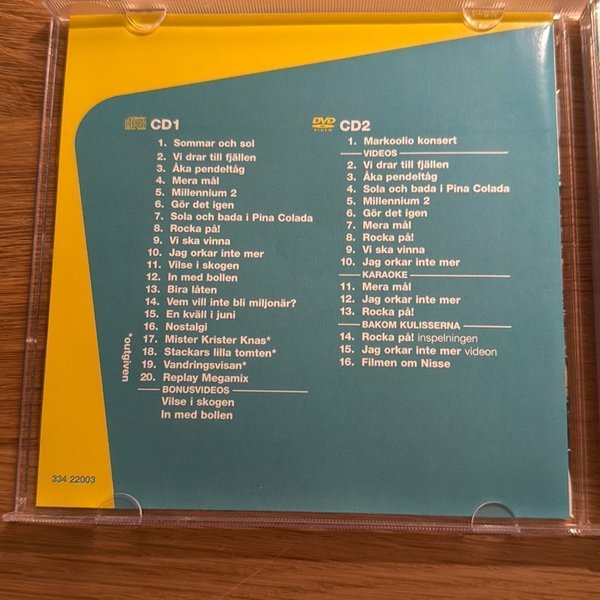 CD1
1. Sommar och sol
2. Vi drar till fjällen
3. Åka pendeltåg
4. Mera mål
5. Millennium 2
6. Gör det igen
7. Sola och bada i Pina Colada
8. Rocka på!
9. Vi ska vinna
10. Jag orkar inte mer
11. Vilse i skogen
12. In med bollen
13. Bira låten
14. Vem vill inte bli miljonär?
15. En kväll i juni
16. Nostalgi
17. Mister Krister Knas*
18. Stackars lilla tomten*
19. Vandringsvisan*
20. Replay Megamix
BONUSVIDEOS
Vilse i skogen
In med bollen
*outgiven
DVD
VIDEO
CD2
1. Markoolio konsert
VIDEOS
2. Vi drar till fjällen
3. Åka pendeltåg
4. Sola och bada i Pina Colada
5. Millennium 2
6. Gör det igen
7. Mera mål
8. Rocka på!
9. Vi ska vinna
10. Jag orkar inte mer
KARAOKE
11. Mera mål
12. Jag orkar inte mer
13. Rocka på!
BAKOM KULISSERNA
14. Rocka på! inspelningen
15. Jag orkar inte mer videon
16. Filmen om Nisse
334 22003